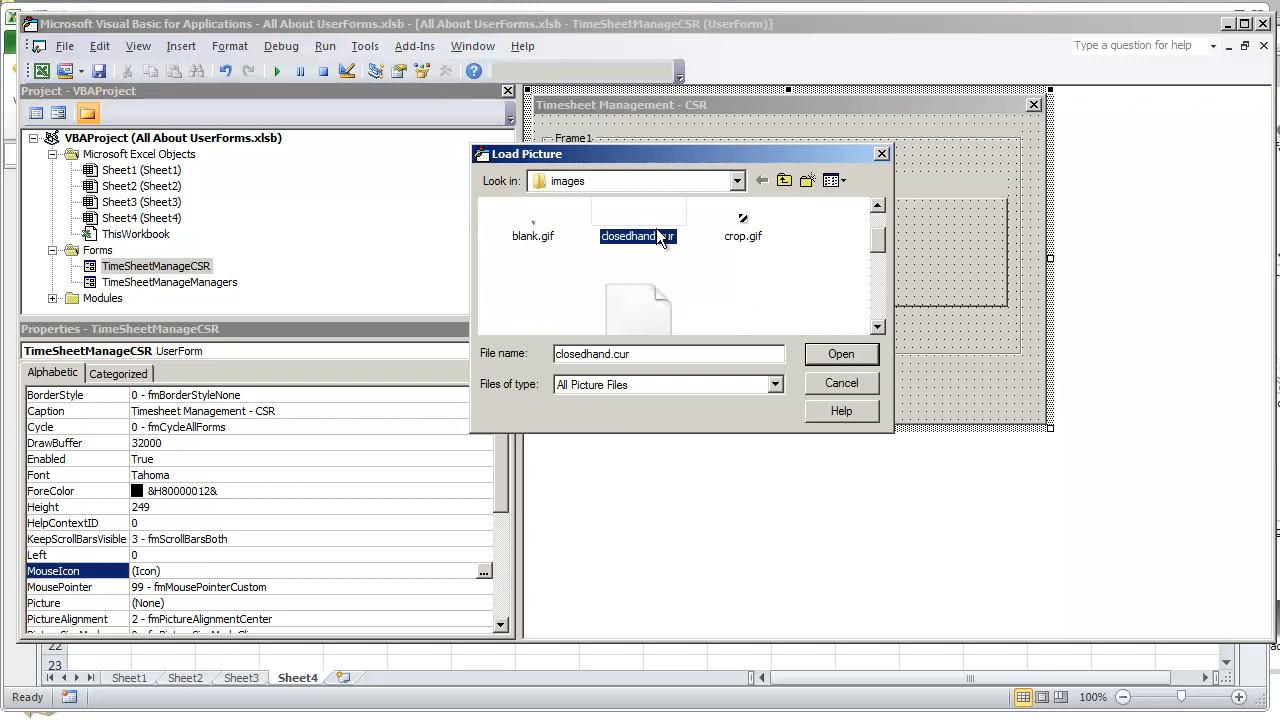 Microsoft Visual Basic for Applications - All About UserForms.xlsb - [All About UserForms.xlsb - TimeSheetManageCSR (UserForm)]
File Edit View Insert Format Debug Run Tools Add-Ins Window Help
Type a question for help
Project - VBAProject
VBAProject (All About UserForms.xlsb)
Microsoft Excel Objects
Sheet1 (Sheet1)
Sheet2 (Sheet2)
Sheet3 (Sheet3)
Sheet4 (Sheet4)
ThisWorkbook
Forms
TimeSheetManageCSR
TimeSheetManageManagers
Modules
Properties - TimeSheetManageCSR
TimeSheetManageCSR UserForm
Alphabetic Categorized
BorderStyle 0 - fmBorderStyleNone
Caption Timesheet Management - CSR
Cycle 0 - fmCycleAllForms
DrawBuffer 32000
Enabled True
Font Tahoma
ForeColor &H80000012&
Height 249
HelpContextID 0
KeepScrollBarsVisible 3 - fmScrollBarsBoth
Left 0
MouseIcon (Icon) ...
MousePointer 99 - fmMousePointerCustom
Picture (None)
PictureAlignment 2 - fmPictureAlignmentCenter
Timesheet Management - CSR
Frame1
Load Picture
Look in: images
blank.gif closedhand.cur crop.gif
File name: closedhand.cur Open
Files of type: All Picture Files Cancel
Help
22
23
Sheet1 Sheet2 Sheet3 Sheet4
Ready 100%